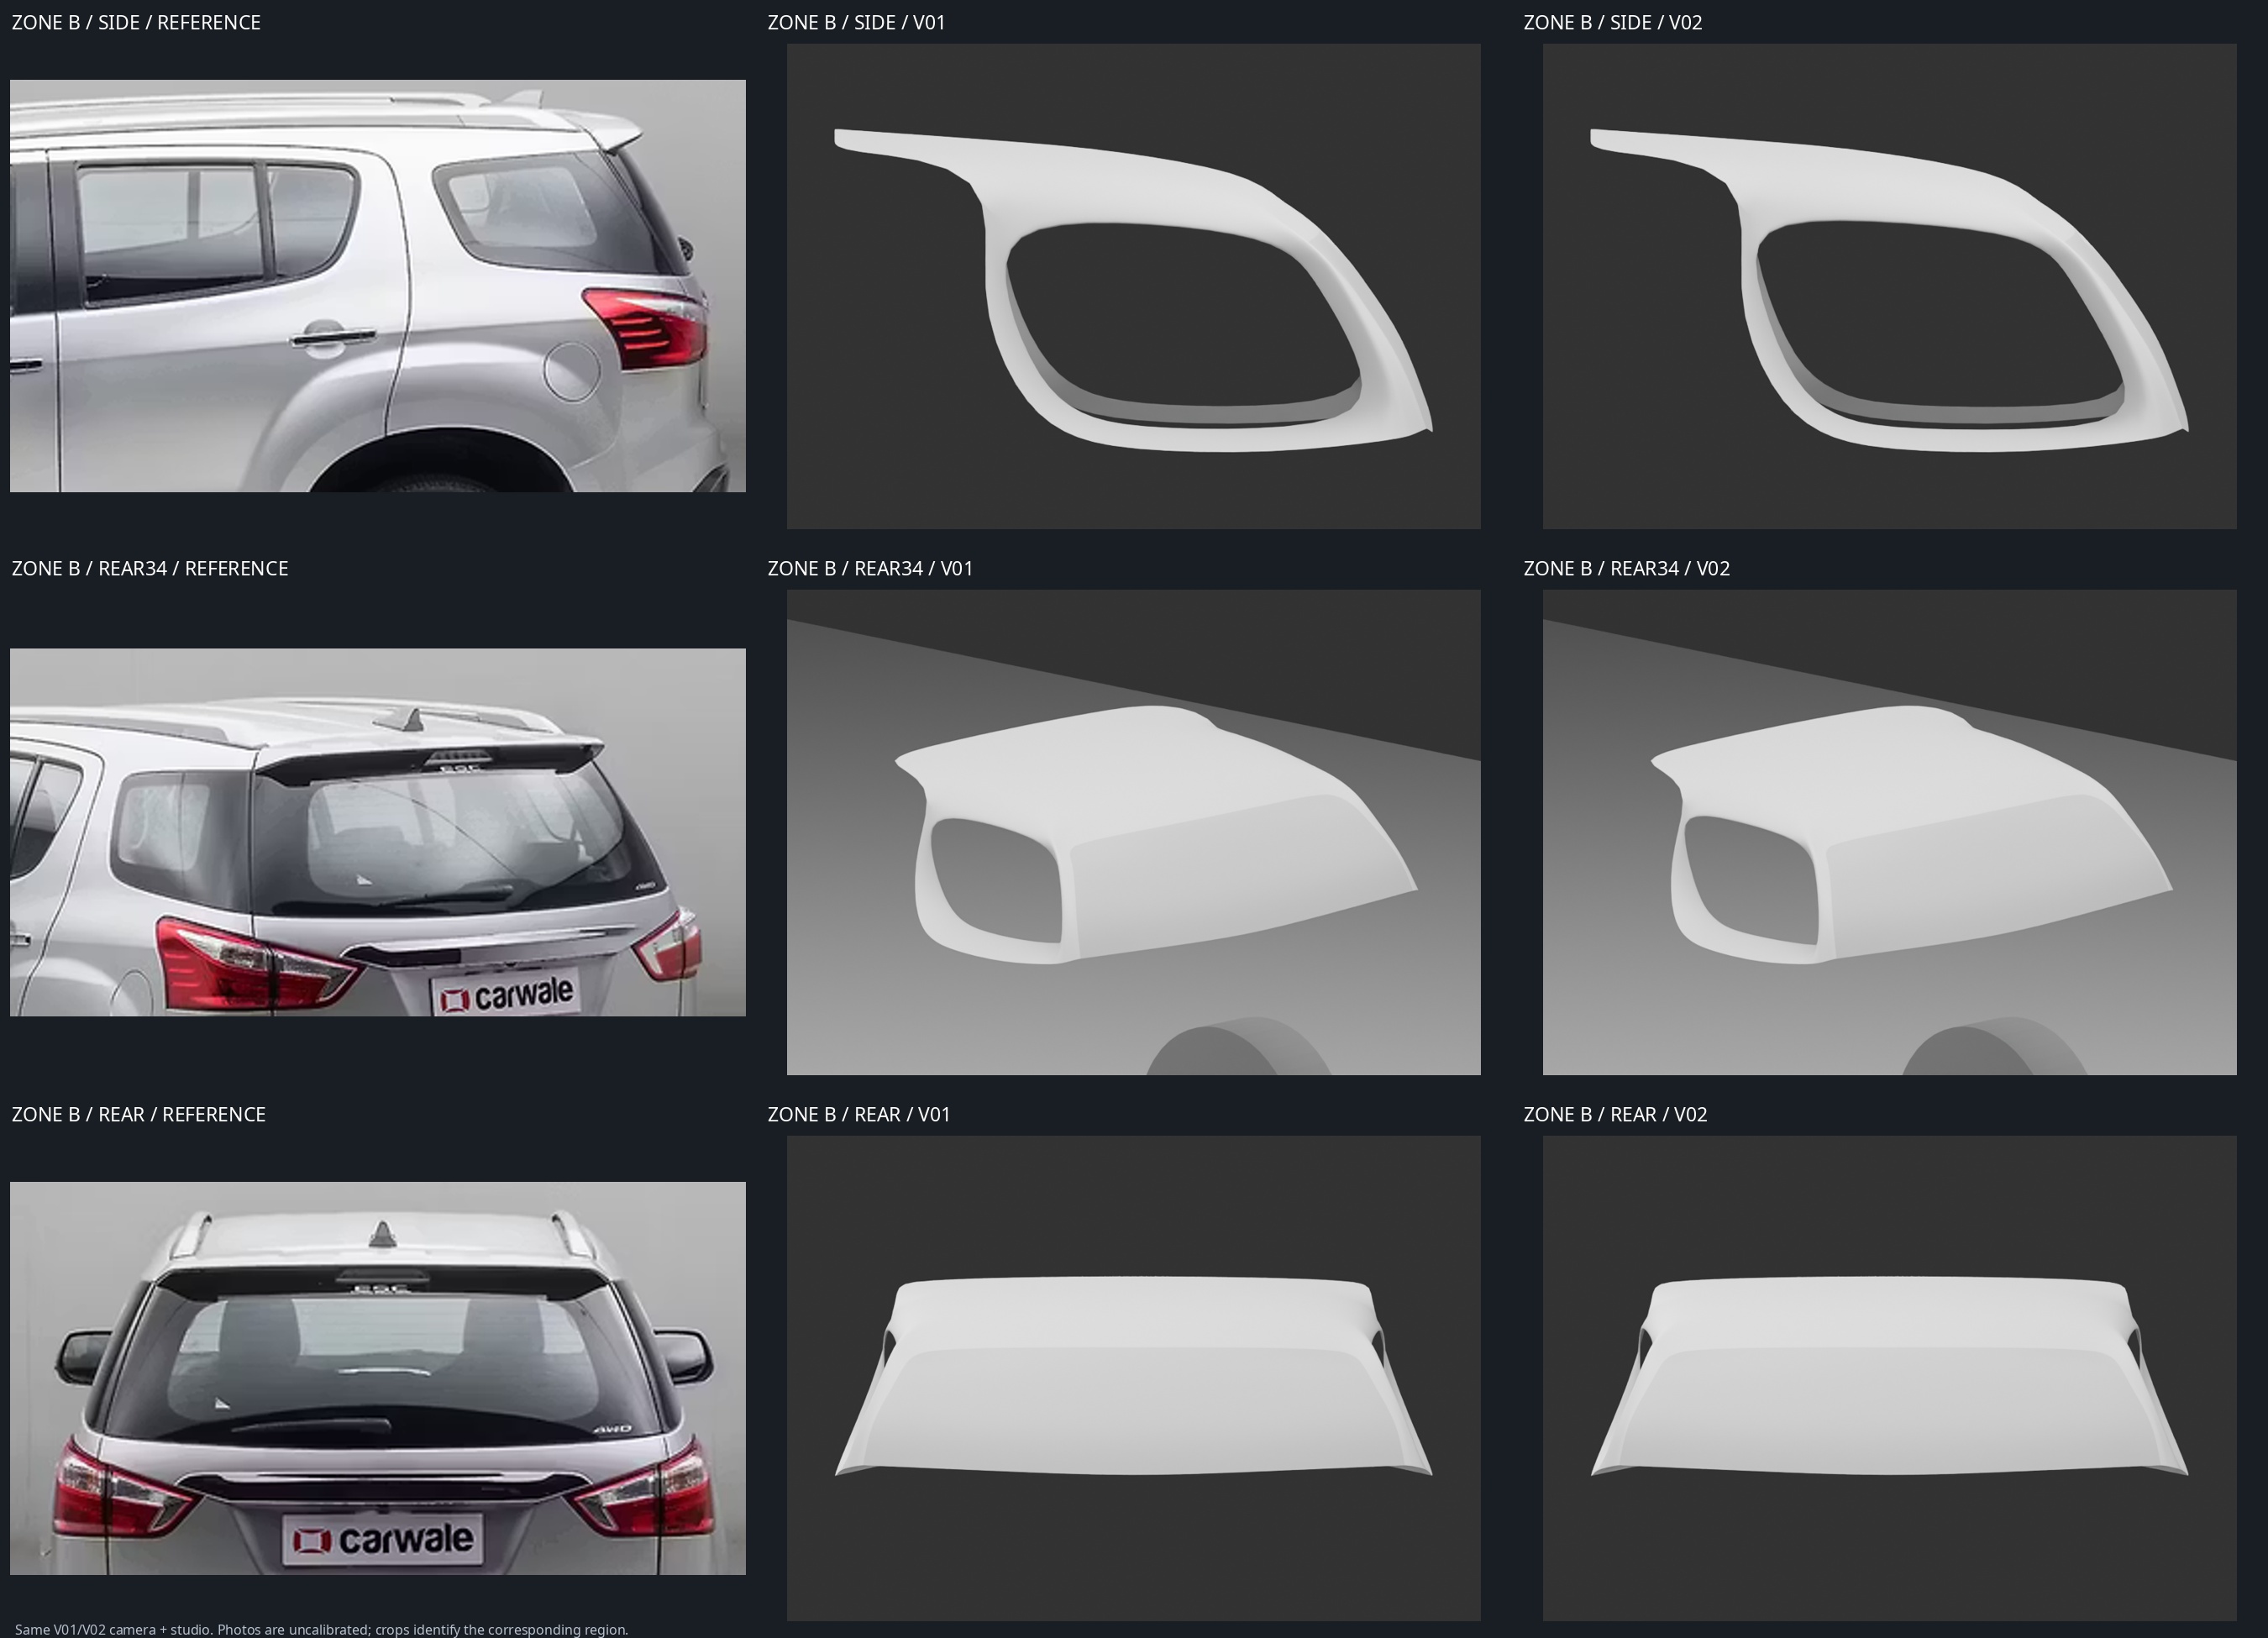 ZONE B / SIDE / REFERENCE
ZONE B / SIDE / V01
ZONE B / SIDE / V02
ZONE B / REAR34 / REFERENCE
ZONE B / REAR34 / V01
ZONE B / REAR34 / V02
4WD
carwale
ZONE B / REAR / REFERENCE
ZONE B / REAR / V01
ZONE B / REAR / V02
4WD
carwale
Same V01/V02 camera + studio. Photos are uncalibrated; crops identify the corresponding region.